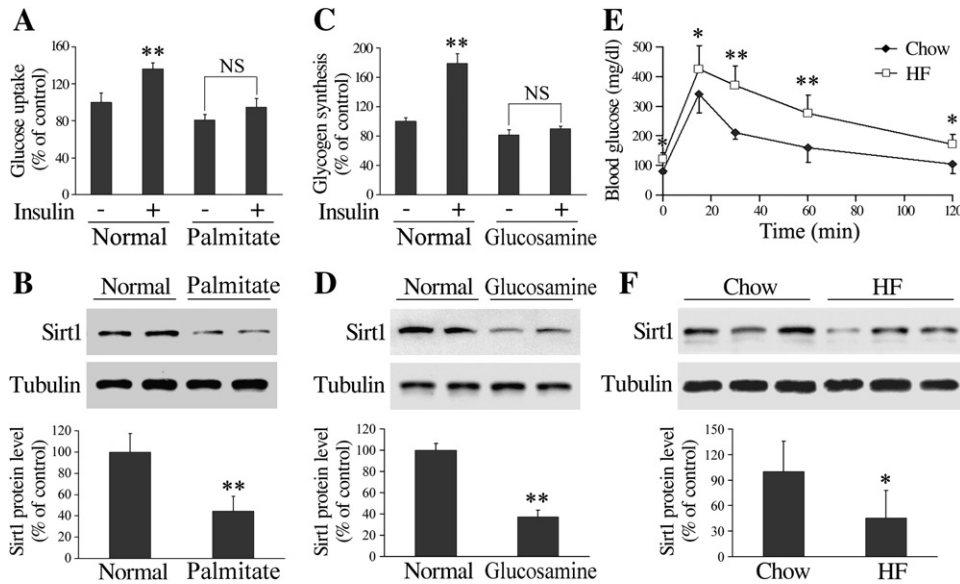 A
Glucose uptake
(% of control)
160
120
80
40
0
**
NS
Insulin - + - +
Normal Palmitate
C
Glycogen synthesis
(% of control)
200
160
120
80
40
0
**
NS
Insulin - + - +
Normal Glucosamine
E
Blood glucose (mg/dl)
500
400
300
200
100
0
* * ** ** *
Chow
HF
0 20 40 60 80 100 120
Time (min)
B
Normal Palmitate
Sirt1
Tubulin
Sirt1 protein level
(% of control)
120
100
80
60
40
20
0
**
Normal Palmitate
D
Normal Glucosamine
Sirt1
Tubulin
Sirt1 protein level
(% of control)
120
100
80
60
40
20
0
**
Normal Glucosamine
F
Chow HF
Sirt1
Tubulin
Sirt1 protein level
(% of control)
150
120
90
60
30
0
*
Chow HF